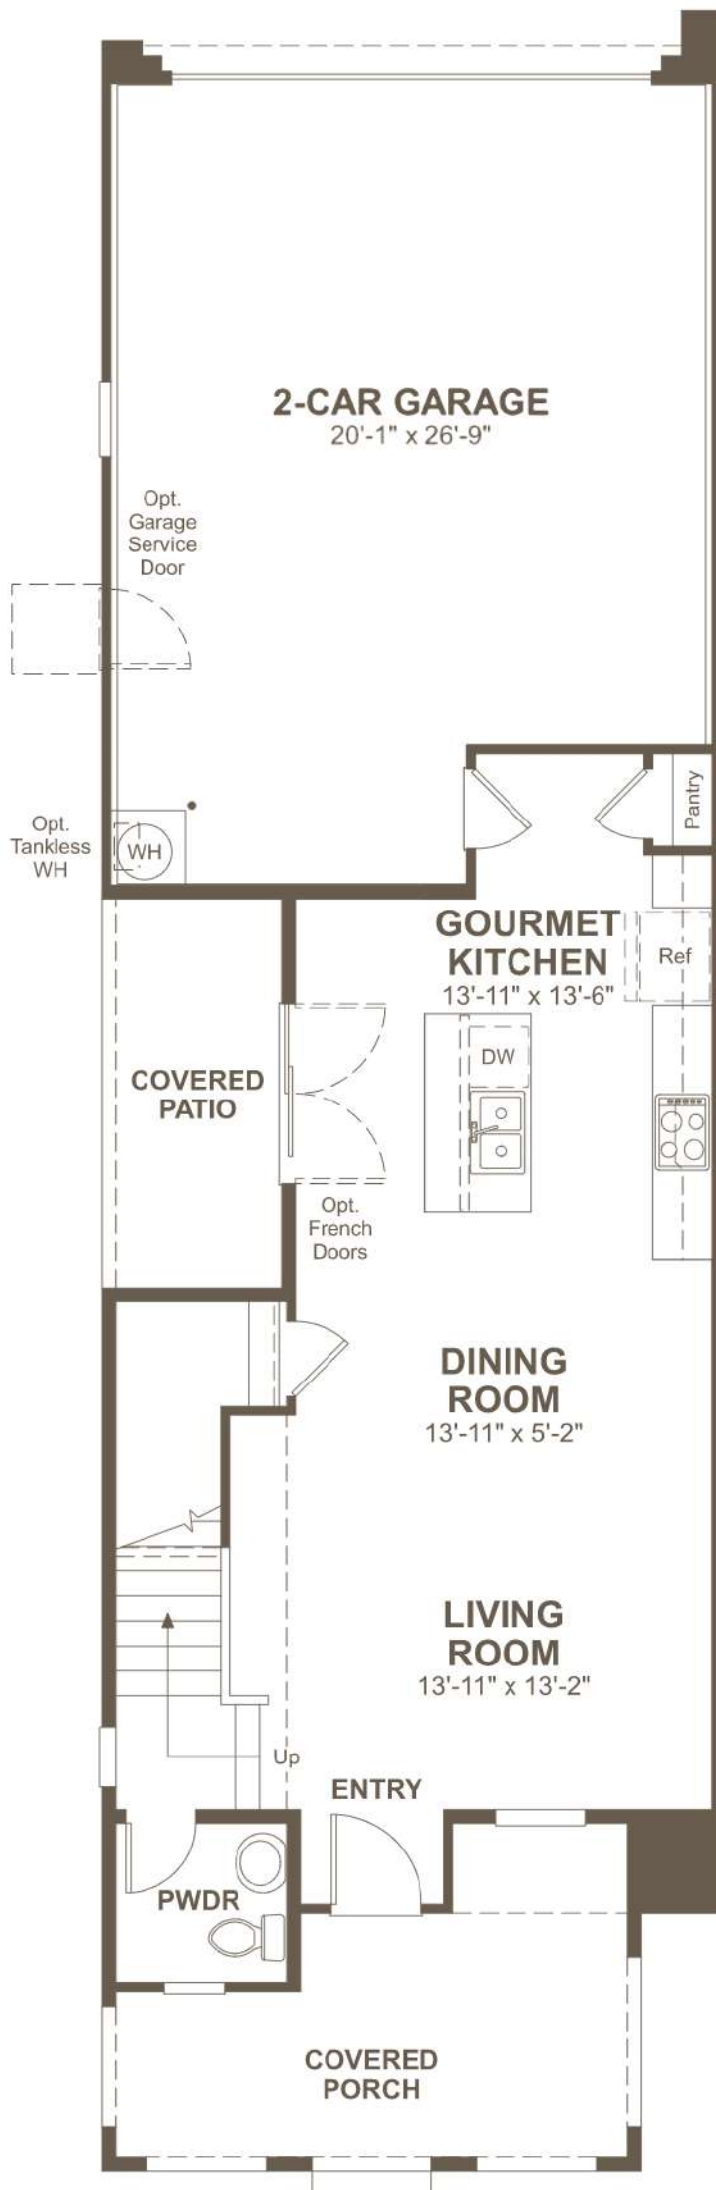 2-CAR GARAGE
20'-1" x 26'-9"
Opt.
Garage
Service
Door
Opt.
Tankless
WH
WH
Pantry
GOURMET
KITCHEN
13'-11" x 13'-6"
Ref
DW
COVERED
PATIO
Opt.
French
Doors
DINING
ROOM
13'-11" x 5'-2"
LIVING
ROOM
13'-11" x 13'-2"
Up
ENTRY
PWDR
COVERED
PORCH